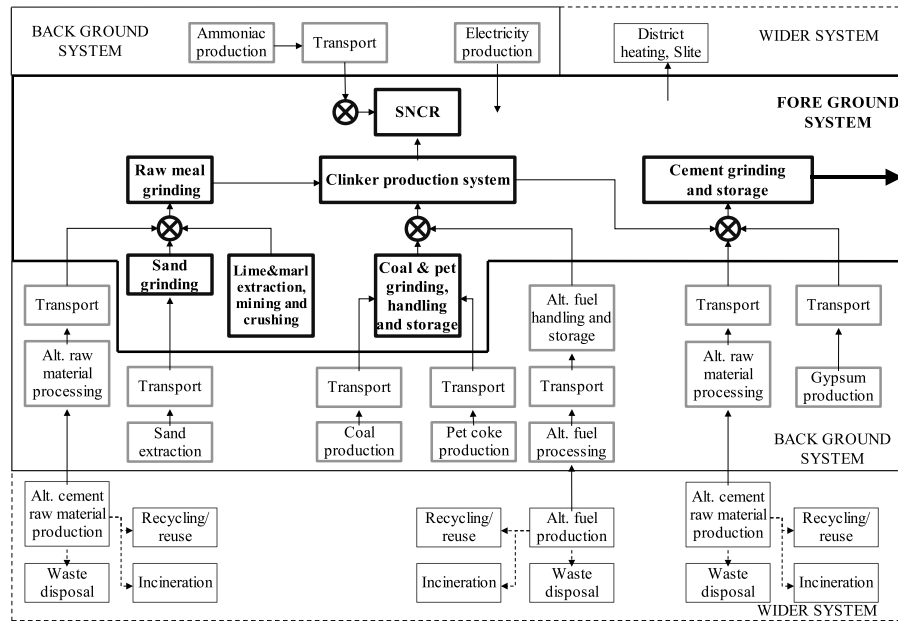 BACK GROUND
SYSTEM
Ammoniac
production
Transport
Electricity
production
District
heating, Slite
WIDER SYSTEM
FORE GROUND
SYSTEM
SNCR
Raw meal
grinding
Clinker production system
Cement grinding
and storage
Sand
grinding
Lime&marl
extraction,
mining and
crushing
Coal & pet
grinding,
handling
and storage
Transport
Alt. fuel
handling and
storage
Transport
Transport
Alt. raw
material
processing
Transport
Transport
Transport
Transport
Alt. raw
material
processing
Gypsum
production
Sand
extraction
Coal
production
Pet coke
production
Alt. fuel
processing
BACK GROUND
SYSTEM
Alt. cement
raw material
production
Recycling/
reuse
Waste
disposal
Incineration
Recycling/
reuse
Alt. fuel
production
Incineration
Waste
disposal
Alt. cement
raw material
production
Recycling/
reuse
Waste
disposal
Incineration
WIDER SYSTEM